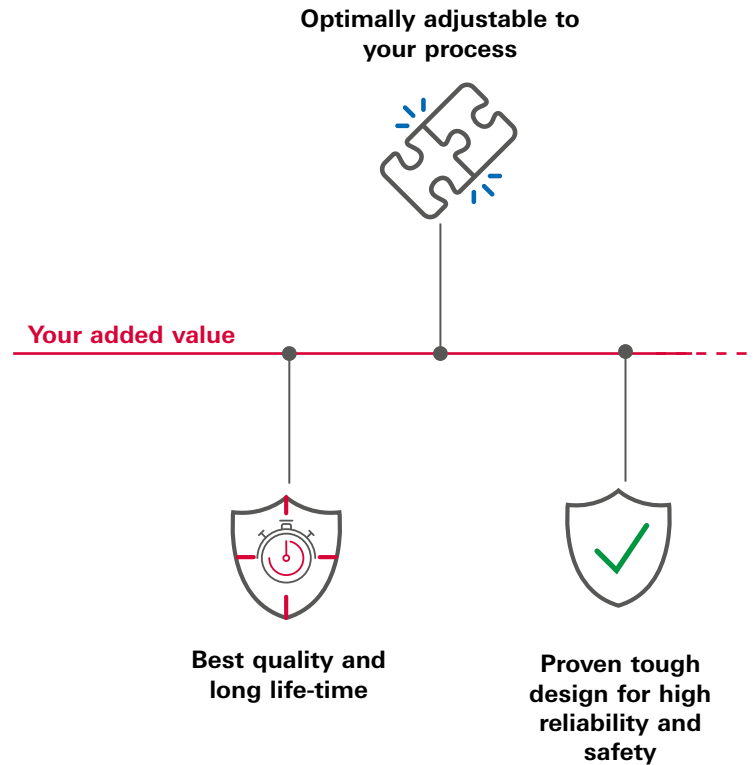 Optimally adjustable to
your process
Your added value
Best quality and
long life-time
Proven tough
design for high
reliability and
safety